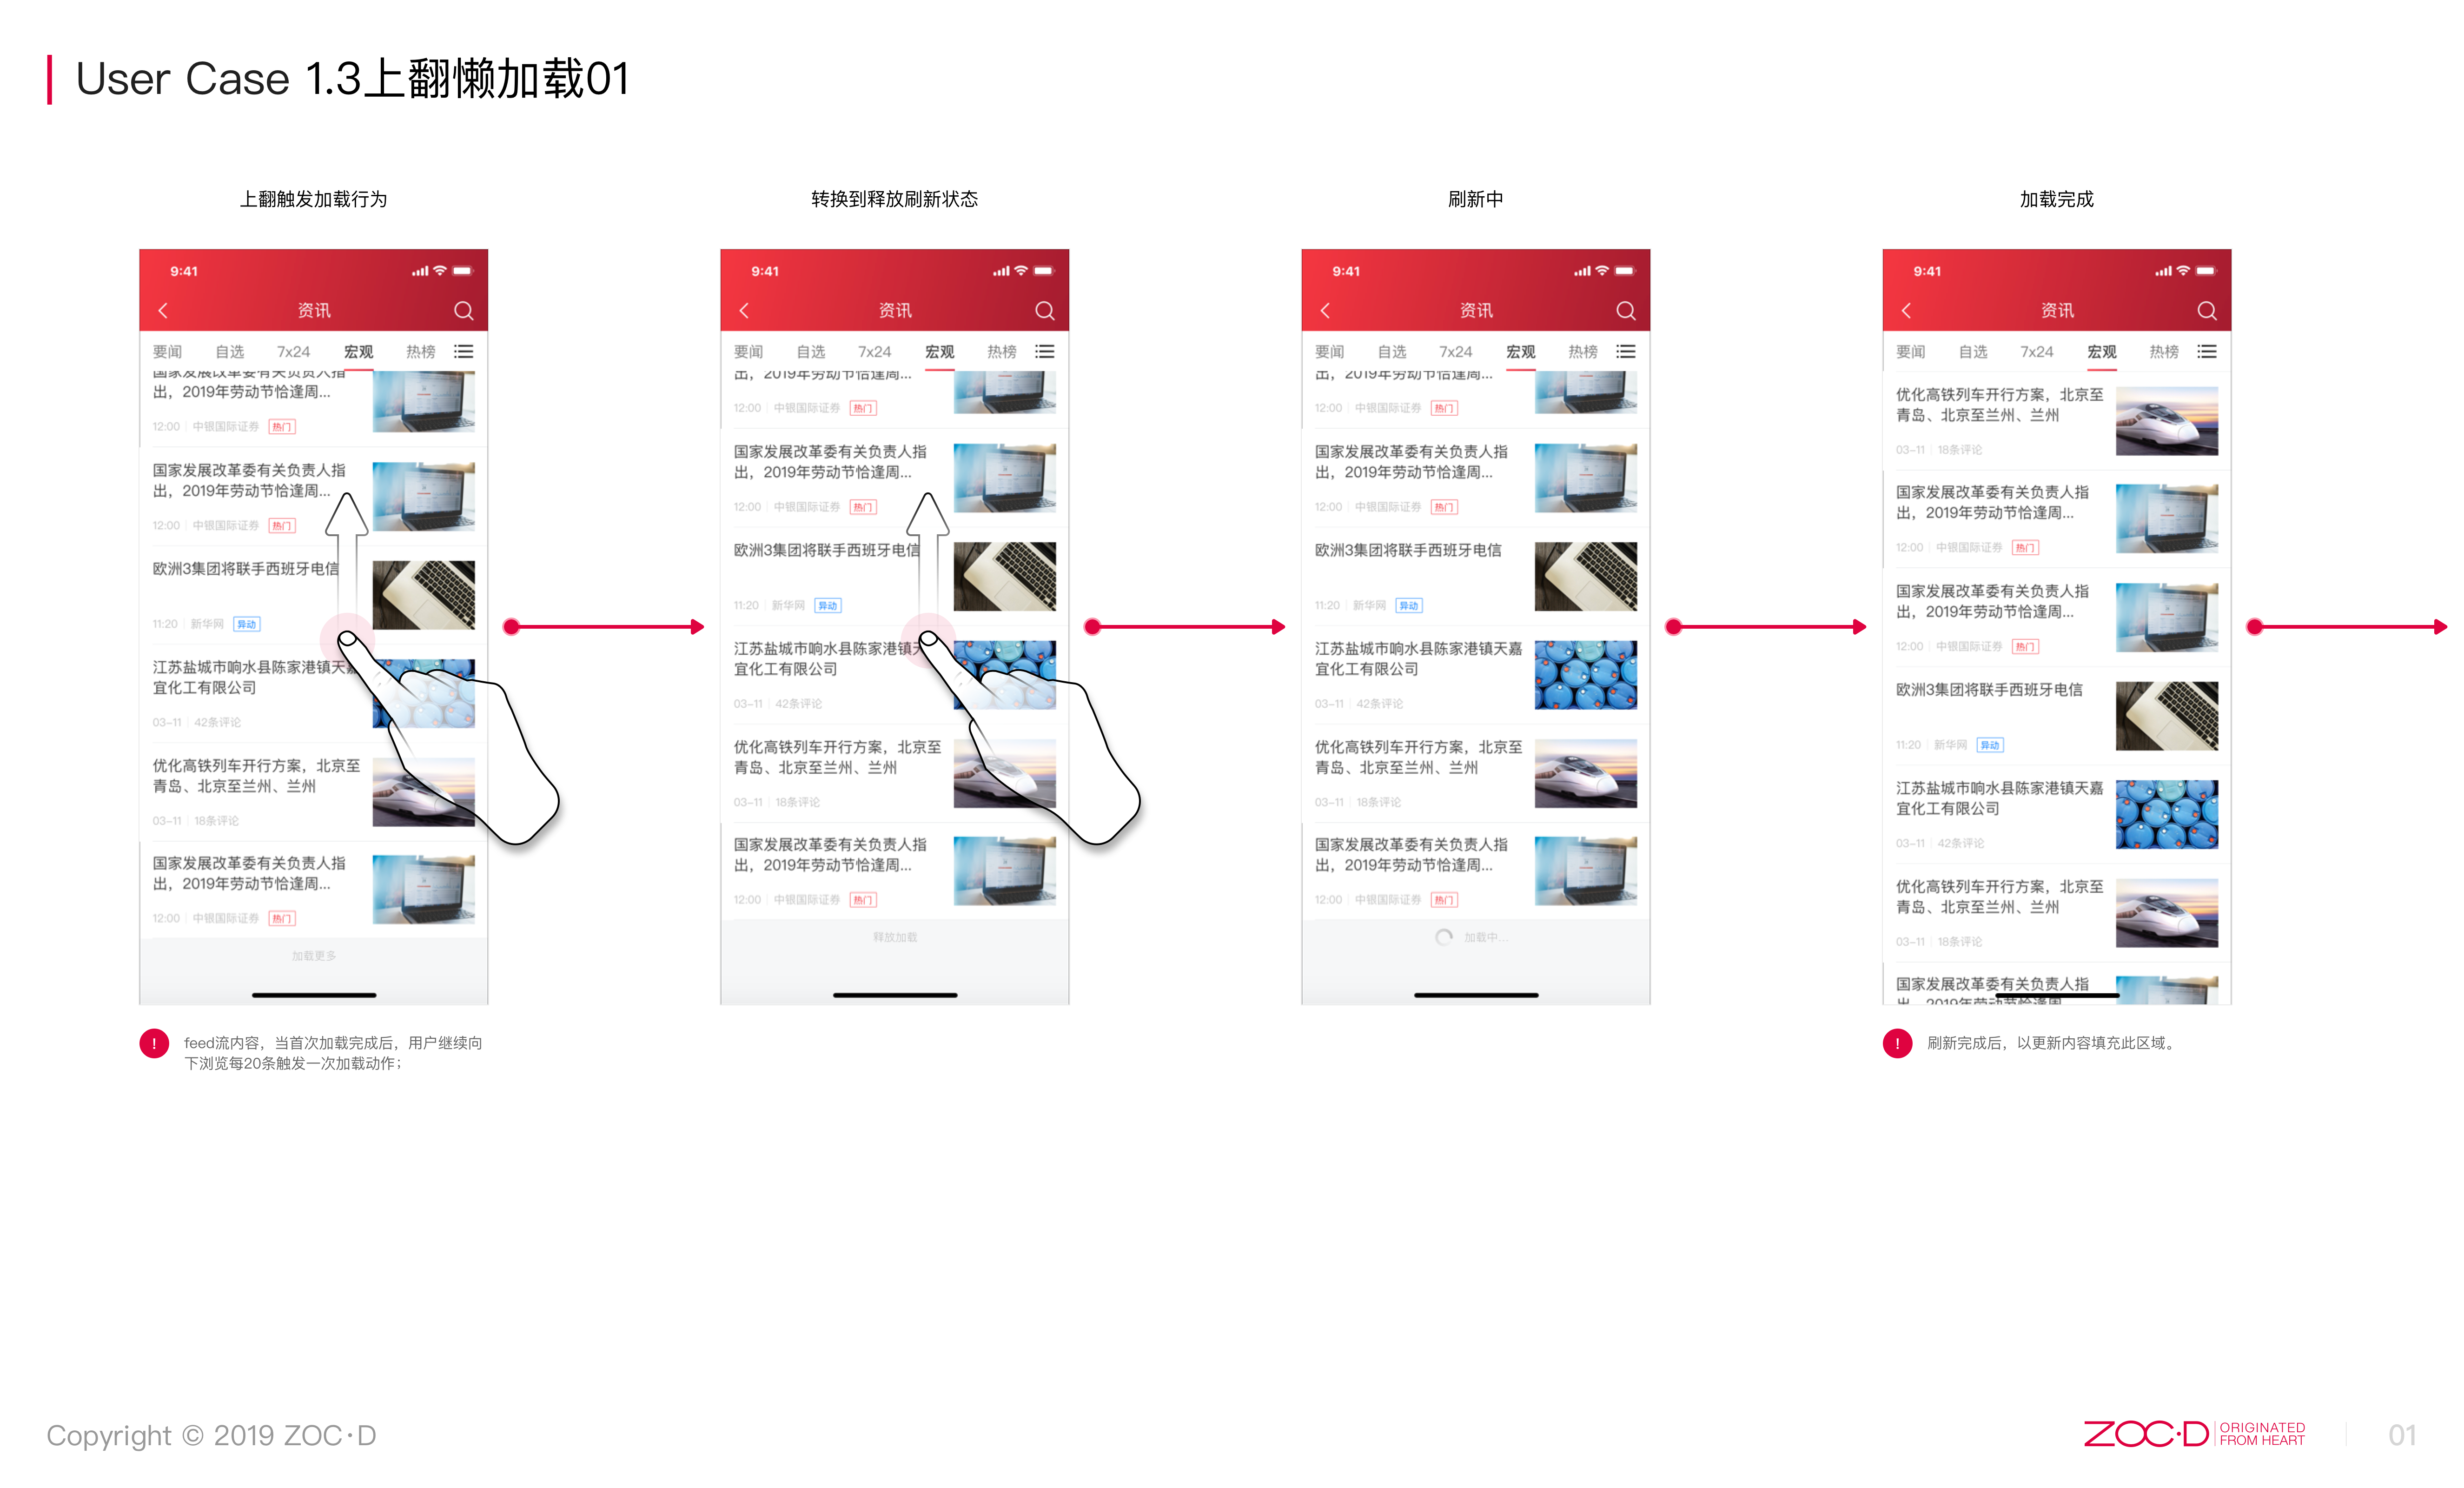 User Case 1.3上翻懒加载01
上翻触发加载行为
9:41
资讯
要闻 自选 7x24 宏观 热榜
国家发展改革委有关负责人指
出，2019年劳动节恰逢周...
12:00 中银国际证券 热门
国家发展改革委有关负责人指
出，2019年劳动节恰逢周...
12:00 中银国际证券 热门
欧洲3集团将联手西班牙电信
11:20 新华网 异动
江苏盐城市响水县陈家港镇天嘉
宜化工有限公司
03-11 42条评论
优化高铁列车开行方案，北京至
青岛、北京至兰州、兰州
03-11 18条评论
国家发展改革委有关负责人指
出，2019年劳动节恰逢周...
12:00 中银国际证券 热门
加载更多
! feed流内容，当首次加载完成后，用户继续向
下浏览每20条触发一次加载动作；
转换到释放刷新状态
9:41
资讯
要闻 自选 7x24 宏观 热榜
出，2019年劳动节恰逢周...
12:00 中银国际证券 热门
国家发展改革委有关负责人指
出，2019年劳动节恰逢周...
12:00 中银国际证券 热门
欧洲3集团将联手西班牙电信
11:20 新华网 异动
江苏盐城市响水县陈家港镇天
宜化工有限公司
03-11 42条评论
优化高铁列车开行方案，北京至
青岛、北京至兰州、兰州
03-11 18条评论
国家发展改革委有关负责人指
出，2019年劳动节恰逢周...
12:00 中银国际证券 热门
释放加载
刷新中
9:41
资讯
要闻 自选 7x24 宏观 热榜
出，2019年劳动节恰逢周...
12:00 中银国际证券 热门
国家发展改革委有关负责人指
出，2019年劳动节恰逢周...
12:00 中银国际证券 热门
欧洲3集团将联手西班牙电信
11:20 新华网 异动
江苏盐城市响水县陈家港镇天嘉
宜化工有限公司
03-11 42条评论
优化高铁列车开行方案，北京至
青岛、北京至兰州、兰州
03-11 18条评论
国家发展改革委有关负责人指
出，2019年劳动节恰逢周...
12:00 中银国际证券 热门
加载中...
加载完成
9:41
资讯
要闻 自选 7x24 宏观 热榜
优化高铁列车开行方案，北京至
青岛、北京至兰州、兰州
03-11 18条评论
国家发展改革委有关负责人指
出，2019年劳动节恰逢周...
12:00 中银国际证券 热门
国家发展改革委有关负责人指
出，2019年劳动节恰逢周...
12:00 中银国际证券 热门
欧洲3集团将联手西班牙电信
11:20 新华网 异动
江苏盐城市响水县陈家港镇天嘉
宜化工有限公司
03-11 42条评论
优化高铁列车开行方案，北京至
青岛、北京至兰州、兰州
03-11 18条评论
国家发展改革委有关负责人指
出，2019年劳动节恰逢周
! 刷新完成后，以更新内容填充此区域。
Copyright © 2019 ZOC·D
ZOC·D ORIGINATED
FROM HEART
01